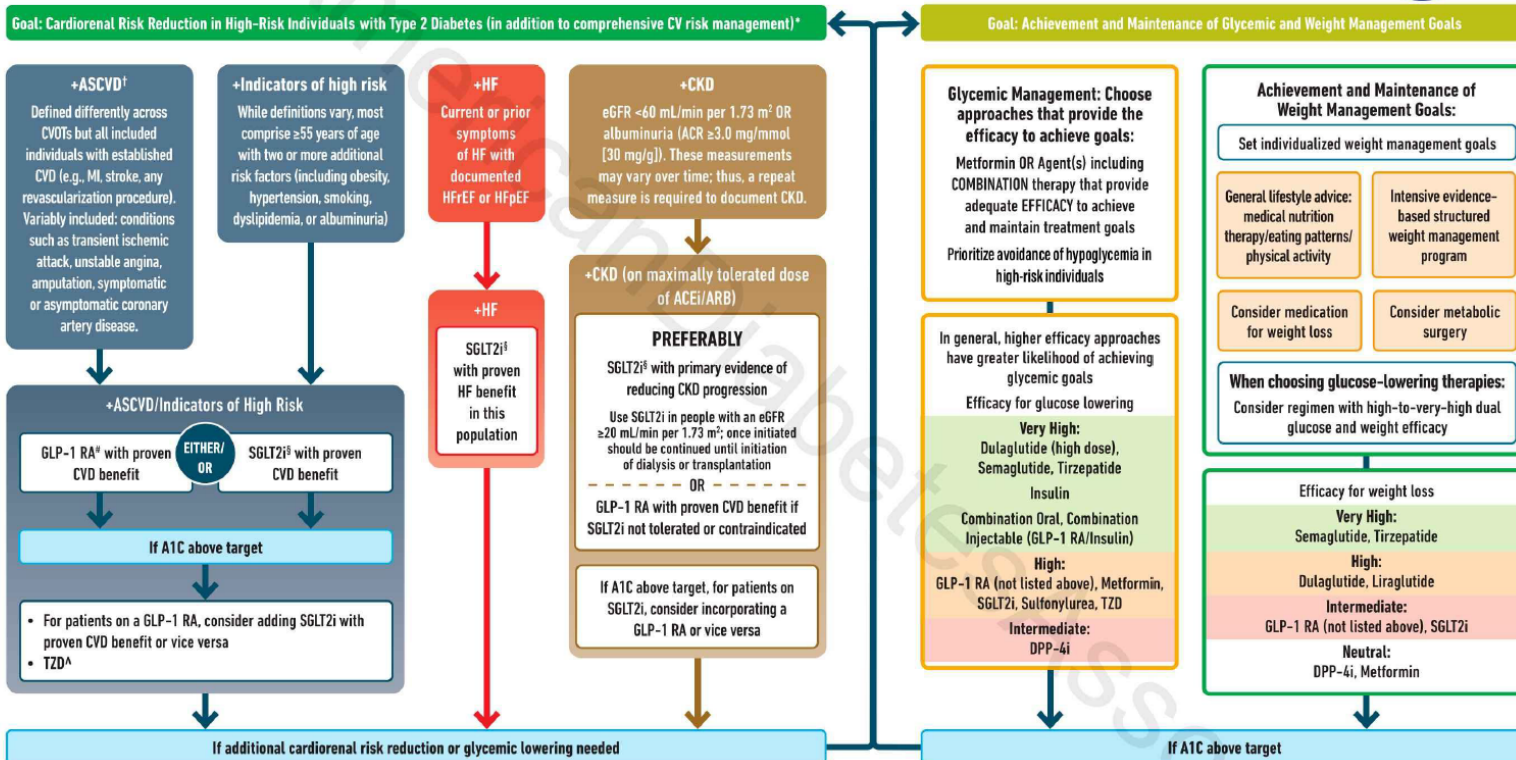 Goal: Cardiorenal Risk Reduction in High-Risk Individuals with Type 2 Diabetes (in addition to comprehensive CV risk management)*
+ASCVD†
Defined differently across
CVOTs but all included
individuals with established
CVD (e.g., MI, stroke, any
revascularization procedure).
Variably included: conditions
such as transient ischemic
attack, unstable angina,
amputation, symptomatic
or asymptomatic coronary
artery disease.
+Indicators of high risk
While definitions vary, most
comprise ≥55 years of age
with two or more additional
risk factors (including obesity,
hypertension, smoking,
dyslipidemia, or albuminuria)
+ASCVD/Indicators of High Risk
GLP-1 RA# with proven
CVD benefit
EITHER/
OR
SGLT2i§ with proven
CVD benefit
If A1C above target
• For patients on a GLP-1 RA, consider adding SGLT2i with
proven CVD benefit or vice versa
• TZD^
+HF
Current or prior
symptoms
of HF with
documented
HFrEF or HFpEF
+HF
SGLT2i§
with proven
HF benefit
in this
population
+CKD
eGFR <60 mL/min per 1.73 m² OR
albuminuria (ACR ≥3.0 mg/mmol
[30 mg/g]). These measurements
may vary over time; thus, a repeat
measure is required to document CKD.
+CKD (on maximally tolerated dose
of ACEi/ARB)
PREFERABLY
SGLT2i§ with primary evidence of
reducing CKD progression
Use SGLT2i in people with an eGFR
≥20 mL/min per 1.73 m²; once initiated
should be continued until initiation
of dialysis or transplantation
OR
GLP-1 RA with proven CVD benefit if
SGLT2i not tolerated or contraindicated
If A1C above target, for patients on
SGLT2i, consider incorporating a
GLP-1 RA or vice versa
If additional cardiorenal risk reduction or glycemic lowering needed
Goal: Achievement and Maintenance of Glycemic and Weight Management Goals
Glycemic Management: Choose
approaches that provide the
efficacy to achieve goals:
Metformin OR Agent(s) including
COMBINATION therapy that provide
adequate EFFICACY to achieve
and maintain treatment goals
Prioritize avoidance of hypoglycemia in
high-risk individuals
In general, higher efficacy approaches
have greater likelihood of achieving
glycemic goals
Efficacy for glucose lowering
Very High:
Dulaglutide (high dose),
Semaglutide, Tirzepatide
Insulin
Combination Oral, Combination
Injectable (GLP-1 RA/Insulin)
High:
GLP-1 RA (not listed above), Metformin,
SGLT2i, Sulfonylurea, TZD
Intermediate:
DPP-4i
Achievement and Maintenance of
Weight Management Goals:
Set individualized weight management goals
General lifestyle advice:
medical nutrition
therapy/eating patterns/
physical activity
Intensive evidence-
based structured
weight management
program
Consider medication
for weight loss
Consider metabolic
surgery
When choosing glucose-lowering therapies:
Consider regimen with high-to-very-high dual
glucose and weight efficacy
Efficacy for weight loss
Very High:
Semaglutide, Tirzepatide
High:
Dulaglutide, Liraglutide
Intermediate:
GLP-1 RA (not listed above), SGLT2i
Neutral:
DPP-4i, Metformin
If A1C above target